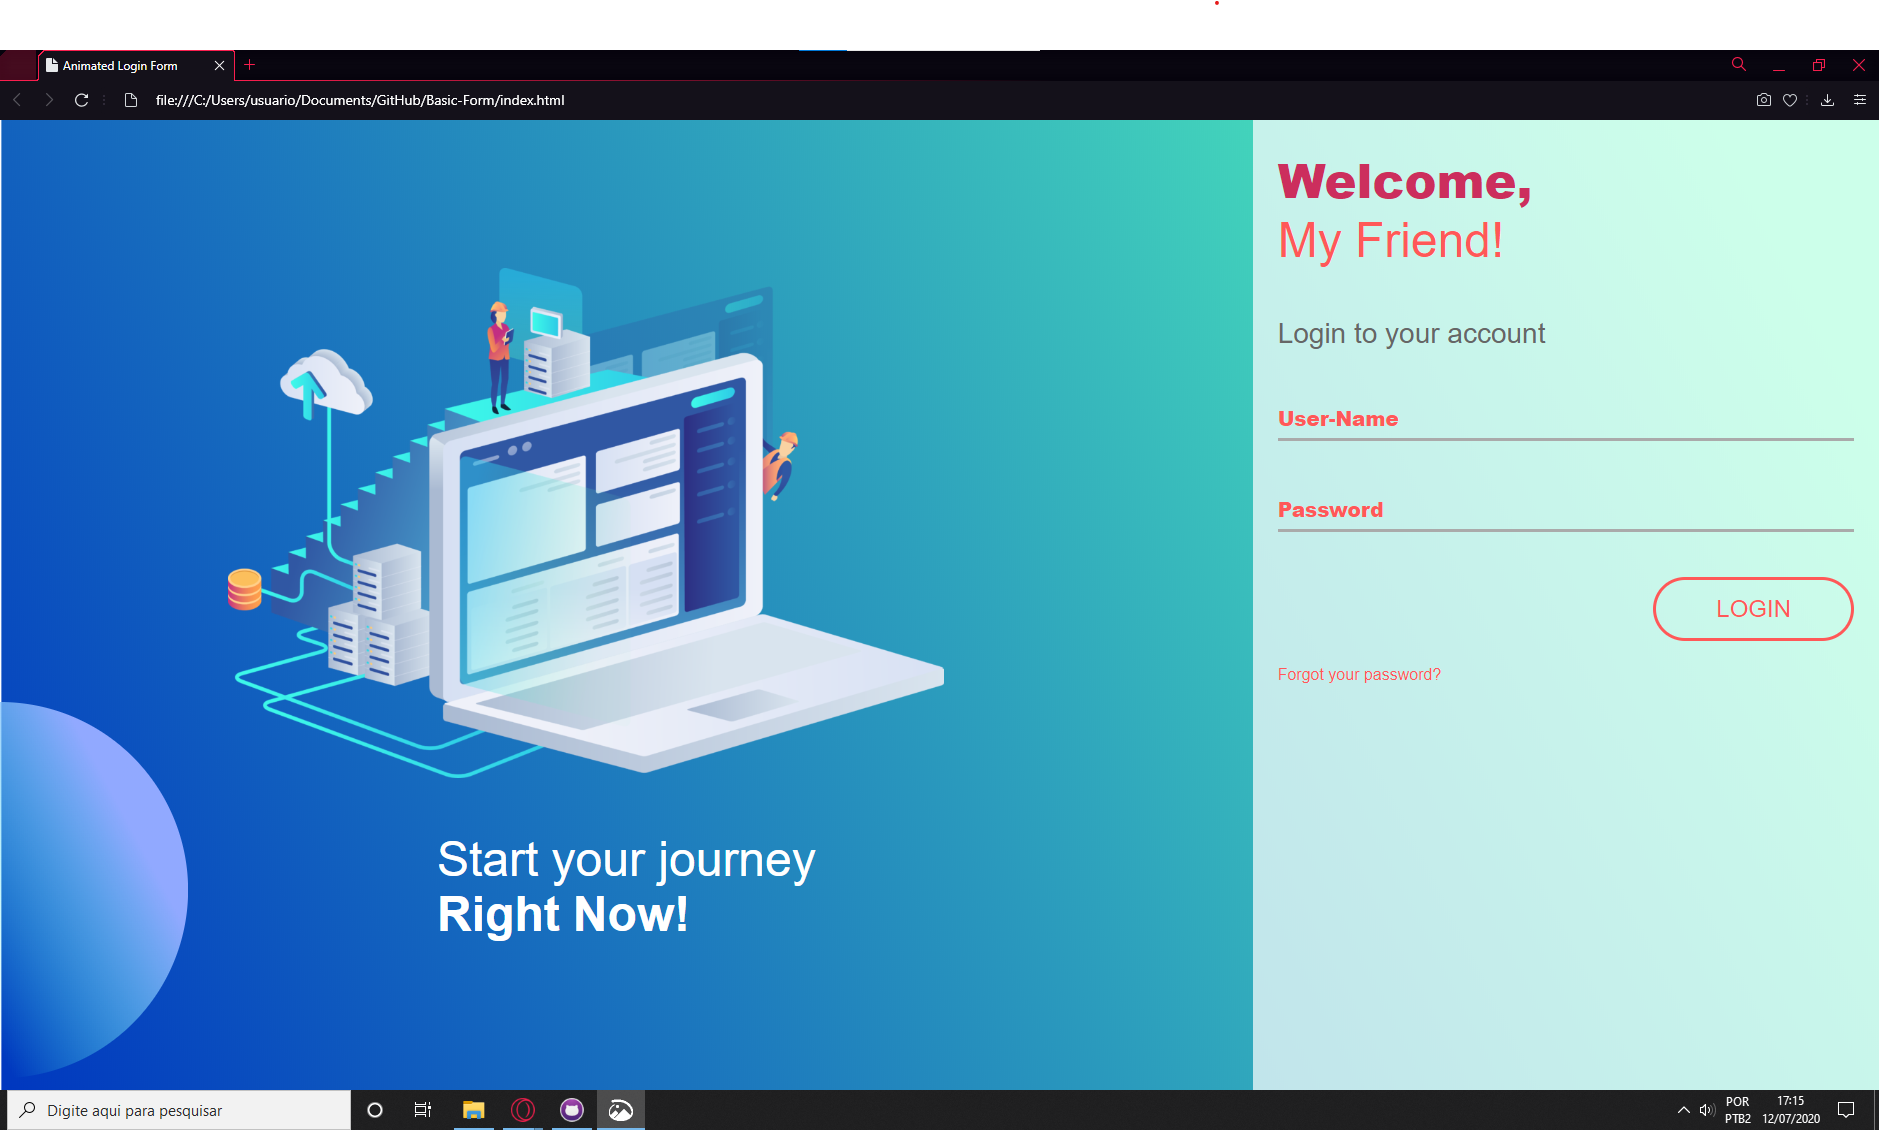 Animated Login Form
file:///C:/Users/usuario/Documents/GitHub/Basic-Form/index.html
Welcome,
My Friend!
Login to your account
User-Name
Password
LOGIN
Forgot your password?
Start your journey
Right Now!
Digite aqui para pesquisar
POR
PTB2
17:15
12/07/2020